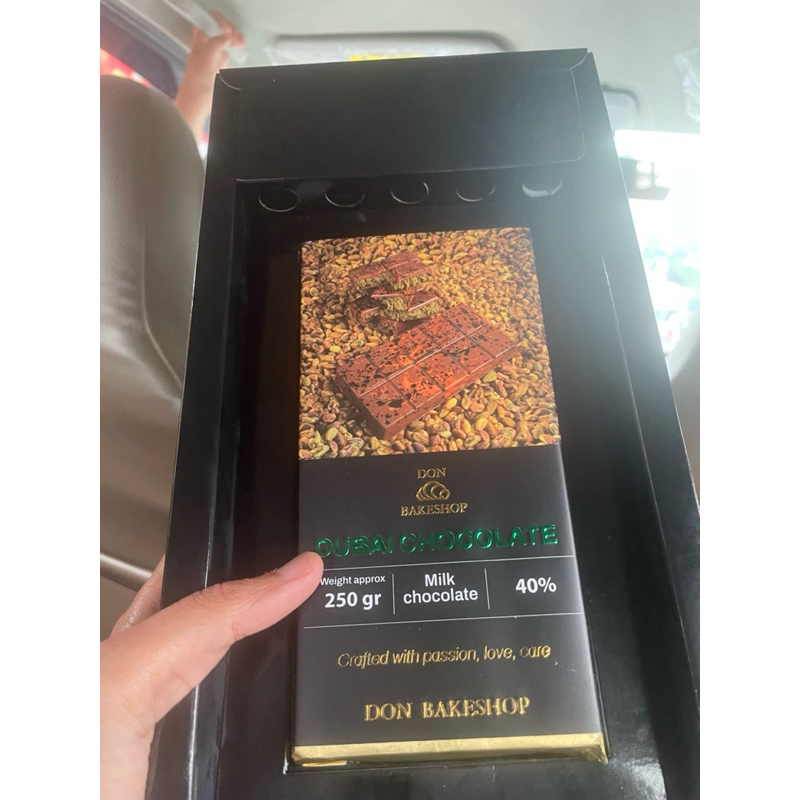 DON
BAKESHOP
DUBAI CHOCOLATE
Weight approx
250 gr
Milk
chocolate
40%
Crafted with passion, love, care
DON BAKESHOP